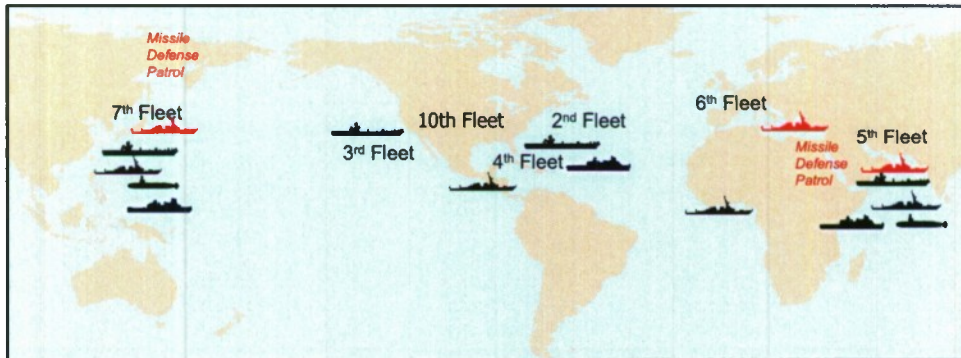 Missile
Defense
Patrol
7th Fleet
3rd Fleet
10th Fleet
4th Fleet
2nd Fleet
6th Fleet
Missile
Defense
Patrol
5th Fleet